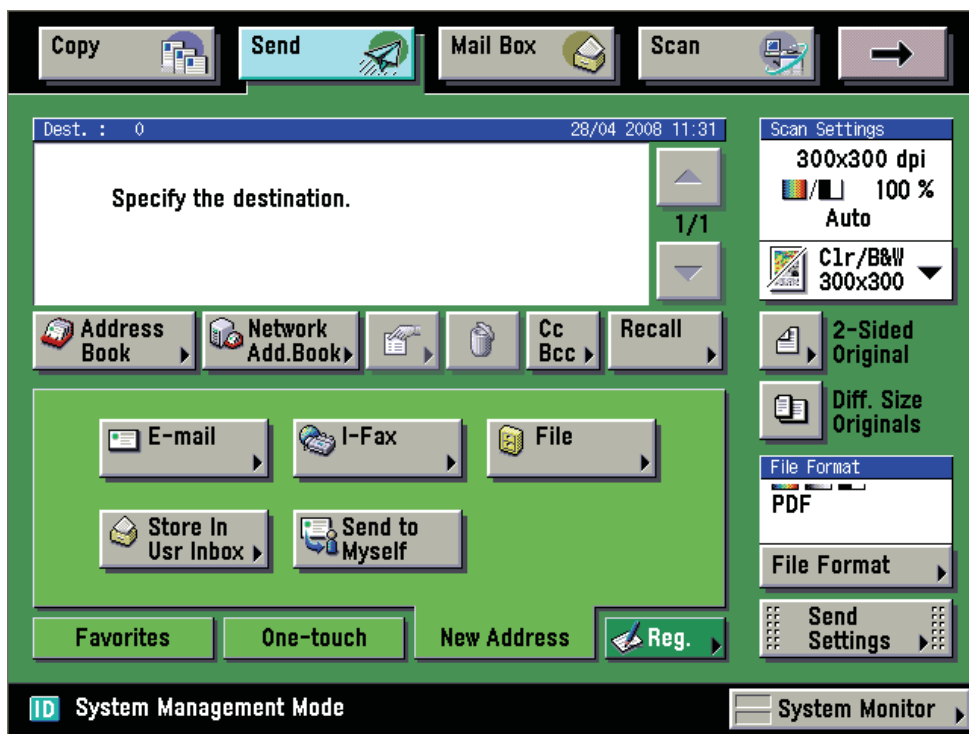 Copy
Send
Mail Box
Scan
Dest. : 0
28/04 2008 11:31
Specify the destination.
1/1
Address
Book
Network
Add.Book
Cc
Bcc
Recall
E-mail
I-Fax
File
Store In
Usr Inbox
Send to
Myself
Favorites
One-touch
New Address
Reg.
Scan Settings
300x300 dpi
/ 100 %
Auto
Clr/B&W
300x300
2-Sided
Original
Diff. Size
Originals
File Format
PDF
File Format
Send
Settings
ID System Management Mode
System Monitor